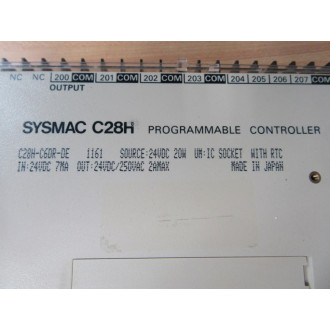 NC NC 200 COM 201 COM 202 COM 203 COM 204 205 206 207 COM
OUTPUT
SYSMAC C28H PROGRAMMABLE CONTROLLER
C28H-C6DR-DE 1161 SOURCE:24VDC 20W UM:IC SOCKET WITH RTC
IN:24VDC 7MA OUT:24VDC/250VAC 2AMAX MADE IN JAPAN